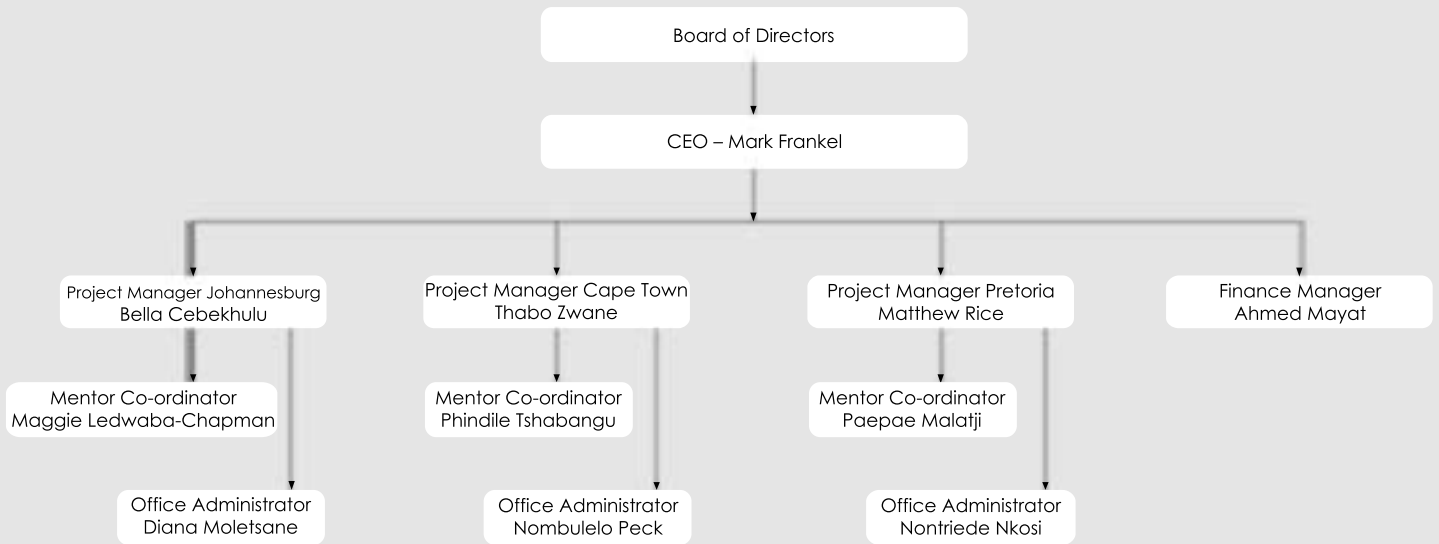 Board of Directors
CEO – Mark Frankel
Project Manager Johannesburg
Bella Cebekhulu
Project Manager Cape Town
Thabo Zwane
Project Manager Pretoria
Matthew Rice
Finance Manager
Ahmed Mayat
Mentor Co-ordinator
Maggie Ledwaba-Chapman
Mentor Co-ordinator
Phindile Tshabangu
Mentor Co-ordinator
Paepae Malatji
Office Administrator
Diana Moletsane
Office Administrator
Nombulelo Peck
Office Administrator
Nontriede Nkosi